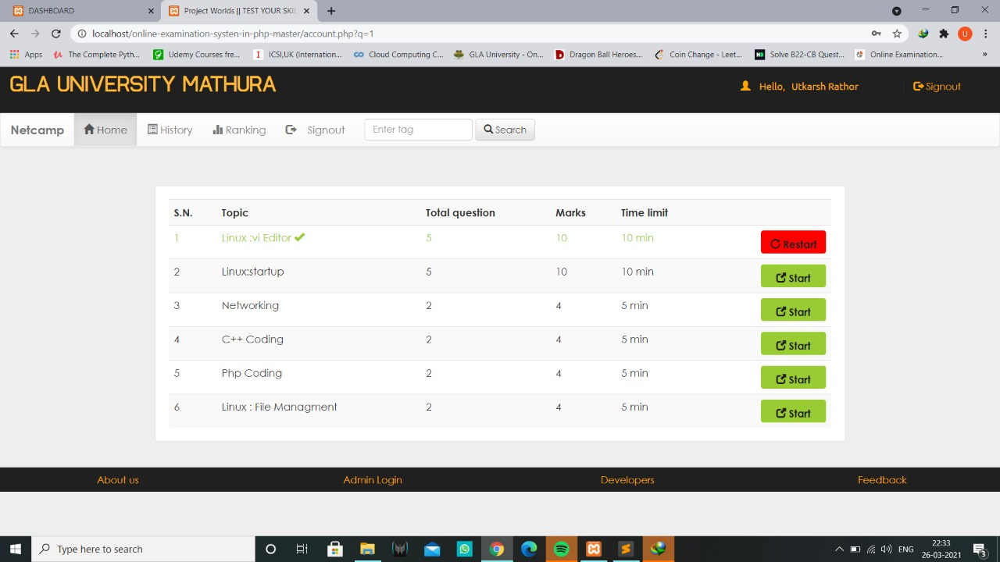 DASHBOARD
Project Worlds || TEST YOUR SKIL
localhost/online-examination-systen-in-php-master/account.php?q=1
U
Apps
The Complete Pyth...
Udemy Courses fre...
ICSI,UK (Internation...
Cloud Computing C...
GLA University - On...
Dragon Ball Heroes...
Coin Change - Leet...
Solve B22-CB Quest...
Online Examination...
»
GLA UNIVERSITY MATHURA
Hello, Utkarsh Rathor
Signout
Netcamp
Home
History
Ranking
Signout
Enter tag
Search
S.N. Topic Total question Marks Time limit
1 Linux :vi Editor 5 10 10 min Restart
2 Linux:startup 5 10 10 min Start
3 Networking 2 4 5 min Start
4 C++ Coding 2 4 5 min Start
5 Php Coding 2 4 5 min Start
6 Linux : File Managment 2 4 5 min Start
About us
Admin Login
Developers
Feedback
Type here to search
ENG
22:33
26-03-2021
3